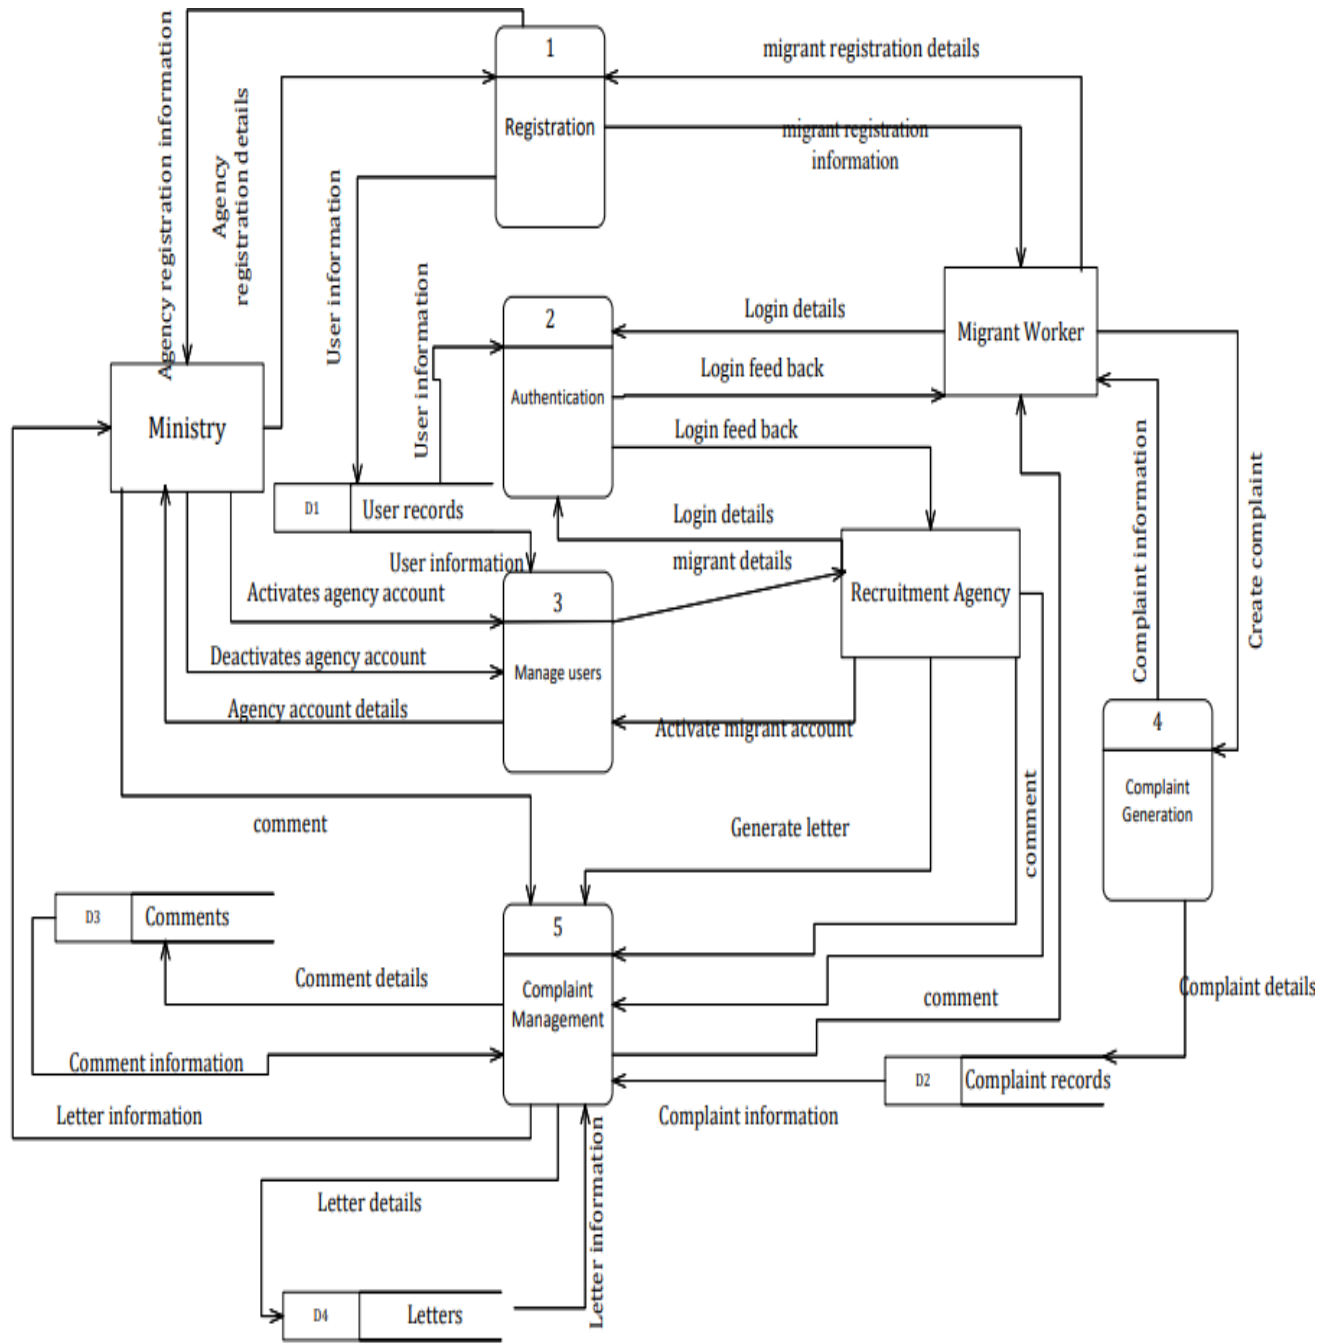 1
Registration
migrant registration details
migrant registration
information
Agency registration information
Agency
registration details
User information
User information
2
Authentication
Login details
Login feed back
Login feed back
Migrant Worker
Ministry
D1
User records
User information
Login details
migrant details
Recruitment Agency
Complaint information
Create complaint
Activates agency account
3
Manage users
Deactivates agency account
Agency account details
Activate migrant account
4
Complaint
Generation
comment
Generate letter
comment
D3
Comments
5
Complaint
Management
Comment details
comment
Complaint details
Comment information
D2
Complaint records
Letter information
Complaint information
Letter details
Letter information
D4
Letters